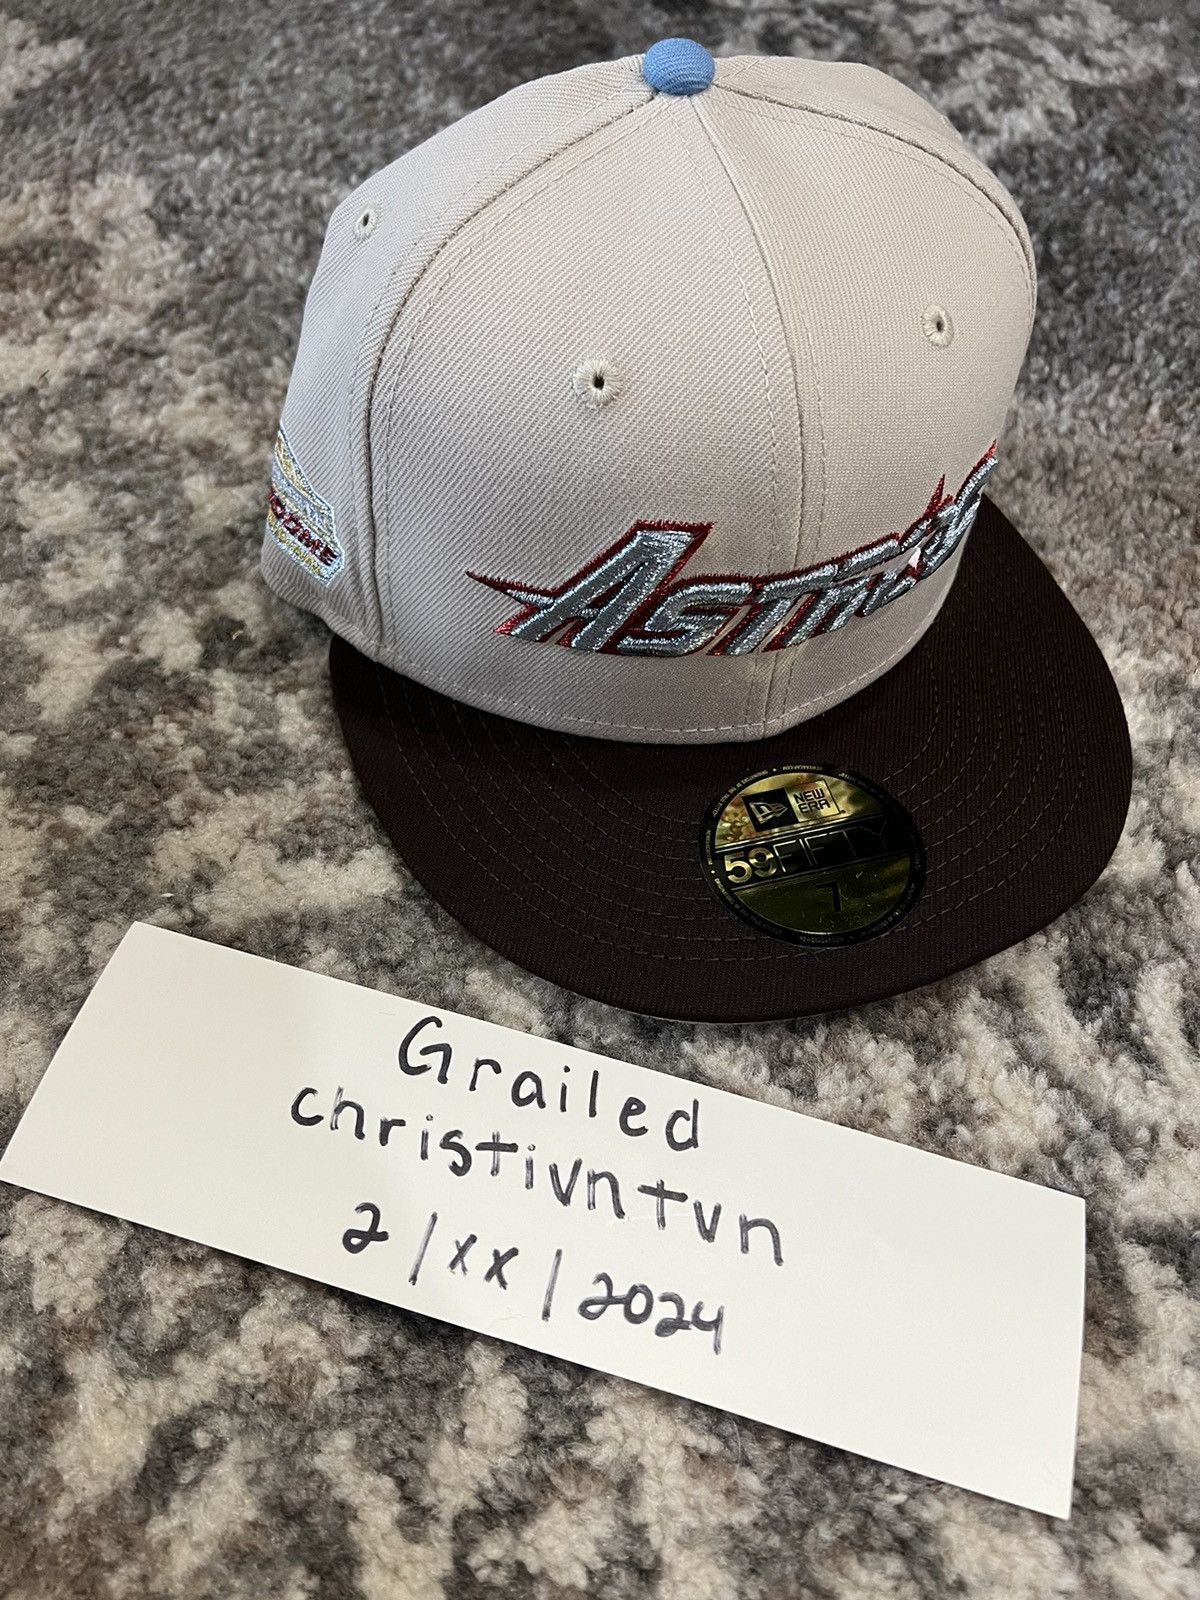 Astros
NEW
ERA
59FIFTY
7
Grailed
christivntvn
2/xx/2024